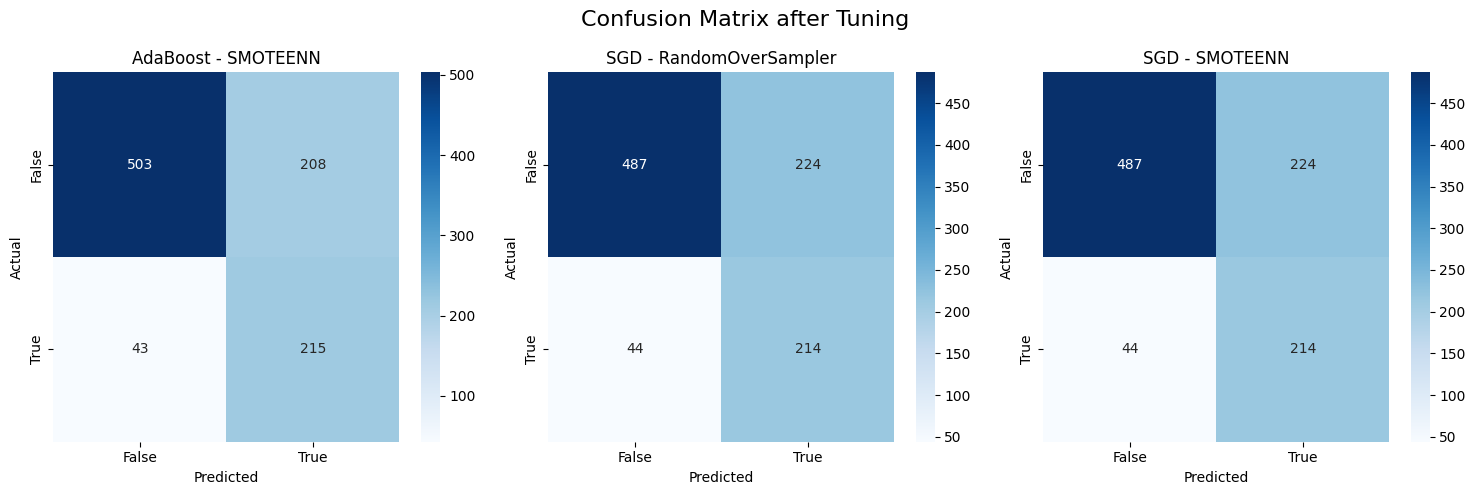 Confusion Matrix after Tuning
AdaBoost - SMOTEENN
False
True
Actual
503
208
43
215
False
True
Predicted
500
400
300
200
100
SGD - RandomOverSampler
False
True
Actual
487
224
44
214
False
True
Predicted
450
400
350
300
250
200
150
100
50
SGD - SMOTEENN
False
True
Actual
487
224
44
214
False
True
Predicted
450
400
350
300
250
200
150
100
50